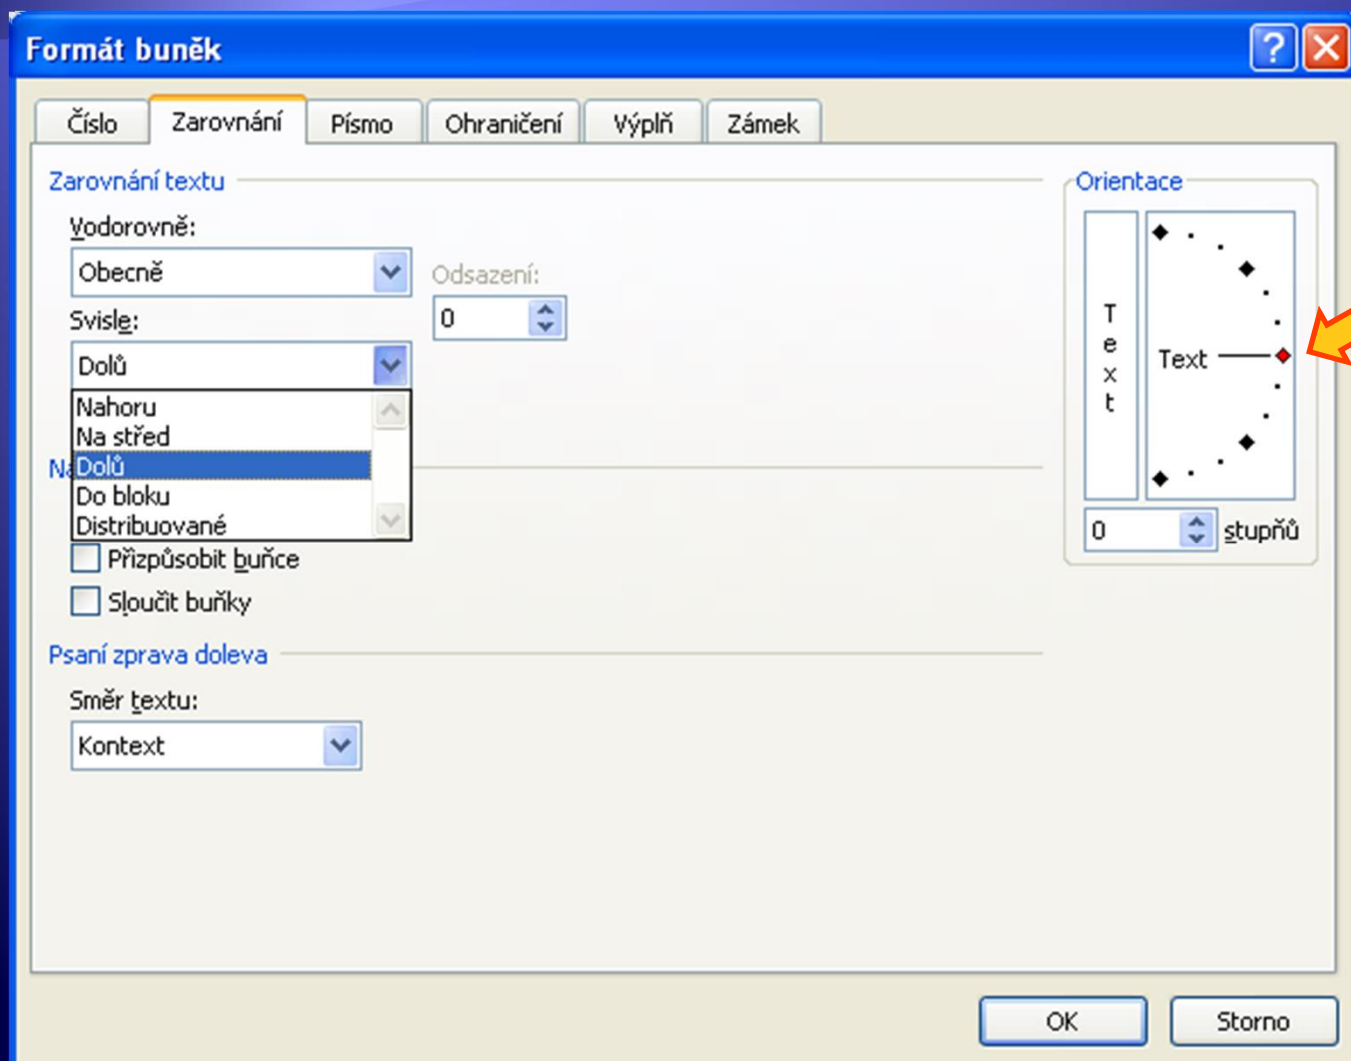 Formát buněk
Číslo Zarovnání Písmo Ohraničení Výplň Zámek
Zarovnání textu
Vodorovně:
Obecně
Odsazení:
0
Svisle:
Dolů
Nahoru
Na střed
Dolů
Do bloku
Distribuované
Přizpůsobit buňce
Sloučit buňky
Psaní zprava doleva
Směr textu:
Kontext
Orientace
Text
Text
0 stupňů
OK Storno